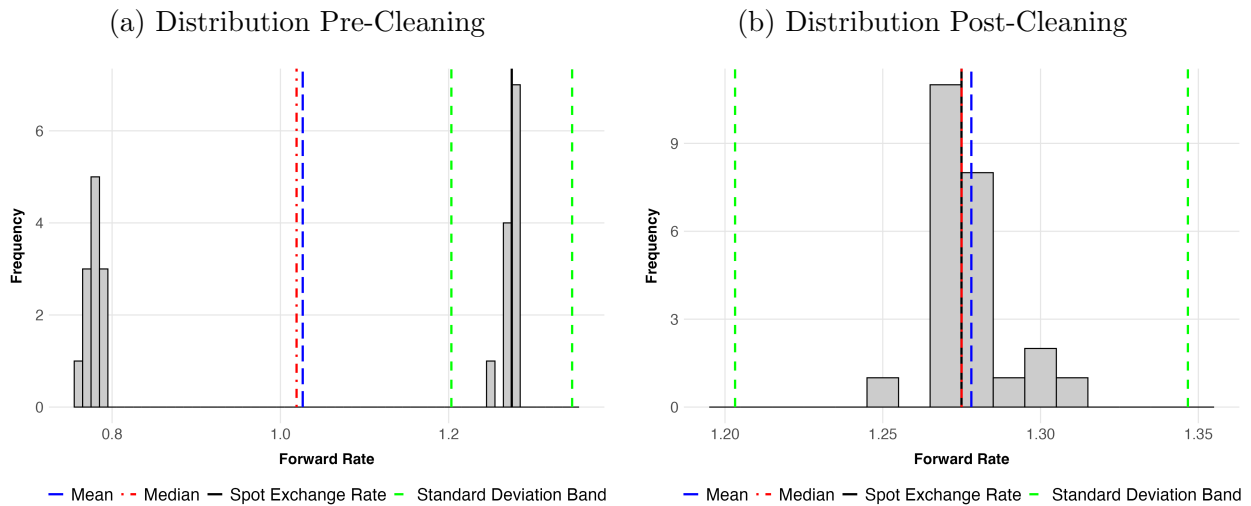 (a) Distribution Pre-Cleaning
6
4
2
0
Frequency
0.8 1.0 1.2
Forward Rate
Mean Median Spot Exchange Rate Standard Deviation Band
(b) Distribution Post-Cleaning
9
6
3
0
Frequency
1.20 1.25 1.30 1.35
Forward Rate
Mean Median Spot Exchange Rate Standard Deviation Band